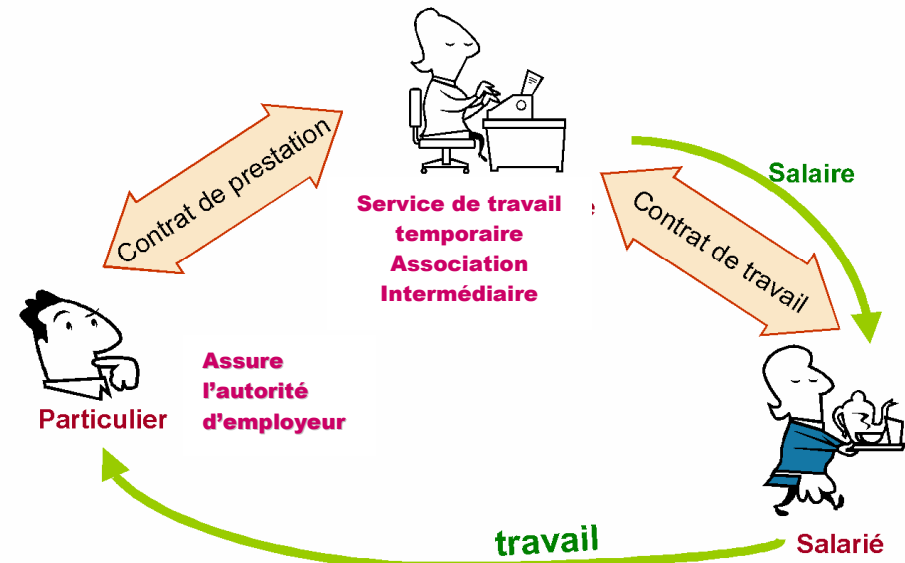 Contrat de prestation
Service de travail
temporaire
Association
Intermédiaire
e
Contrat de travail
Salaire
Particulier
Assure
l'autorité
d'employeur
travail
Salarié